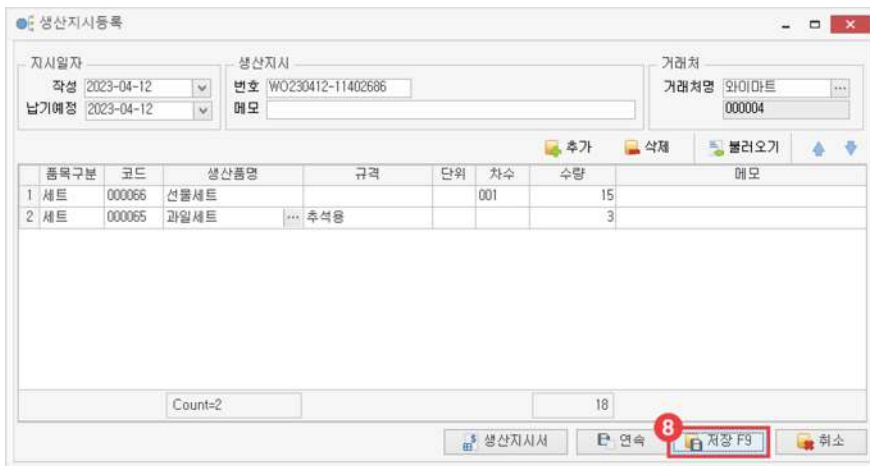 생산지시등록
지시일자 생산지시 거래처
작성 2023-04-12 번호 WO230412-11402686 거래처명 와이마트 ...
납기예정 2023-04-12 메모 000004
추가 삭제 불러오기
품목구분 코드 생산품명 규격 단위 차수 수량 메모
1 세트 000066 선물세트 001 15
2 세트 000065 과일세트 ... 추석용 3
Count=2 18
생산지시서 연속 8 저장 F9 취소